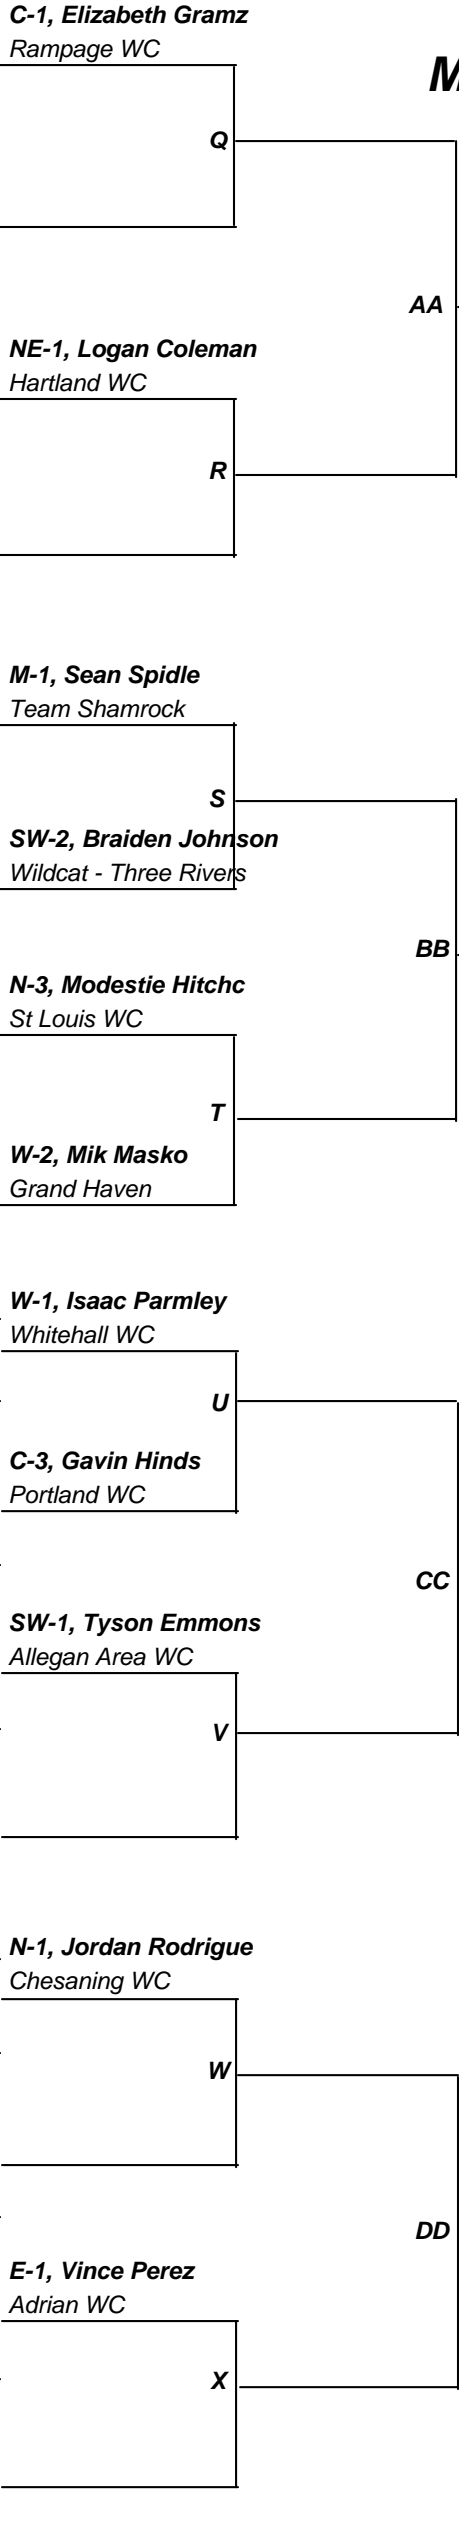 C-1, Elizabeth Gramz
Rampage WC
M
Q
AA
NE-1, Logan Coleman
Hartland WC
R
M-1, Sean Spidle
Team Shamrock
S
SW-2, Braiden Johnson
Wildcat - Three Rivers
BB
N-3, Modestie Hitchc
St Louis WC
T
W-2, Mik Masko
Grand Haven
W-1, Isaac Parmley
Whitehall WC
U
C-3, Gavin Hinds
Portland WC
CC
SW-1, Tyson Emmons
Allegan Area WC
V
N-1, Jordan Rodrigue
Chesaning WC
W
DD
E-1, Vince Perez
Adrian WC
X